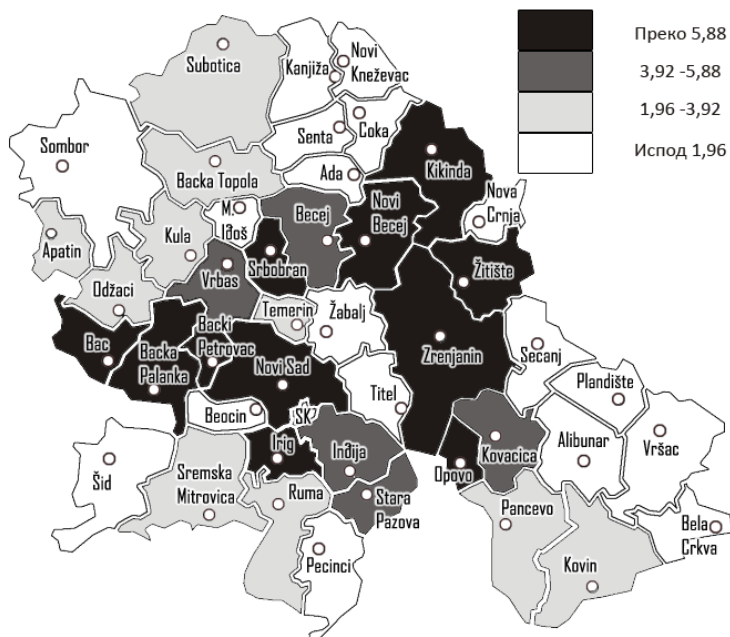 Преко 5,88
3,92 -5,88
1,96 -3,92
Испод 1,96
Subotica
Kanjiža
Novi
Kneževac
Senta
Coka
Sombor
Backa Topola
Ada
Kikinda
Nova
Crnja
M.
Iđoš
Becej
Novi
Becej
Apatin
Kula
Srbobran
Vrbas
Žitište
Odžaci
Temerin
Žabalj
Bac
Backa
Palanka
Backi
Petrovac
Novi Sad
Zrenjanin
Secanj
Titel
Plandište
Beocin
SK
Irig
Inđija
Kovacica
Alibunar
Vršac
Šid
Sremska
Mitrovica
Ruma
Stara
Pazova
Opovo
Pancevo
Bela
Crkva
Pecinci
Kovin